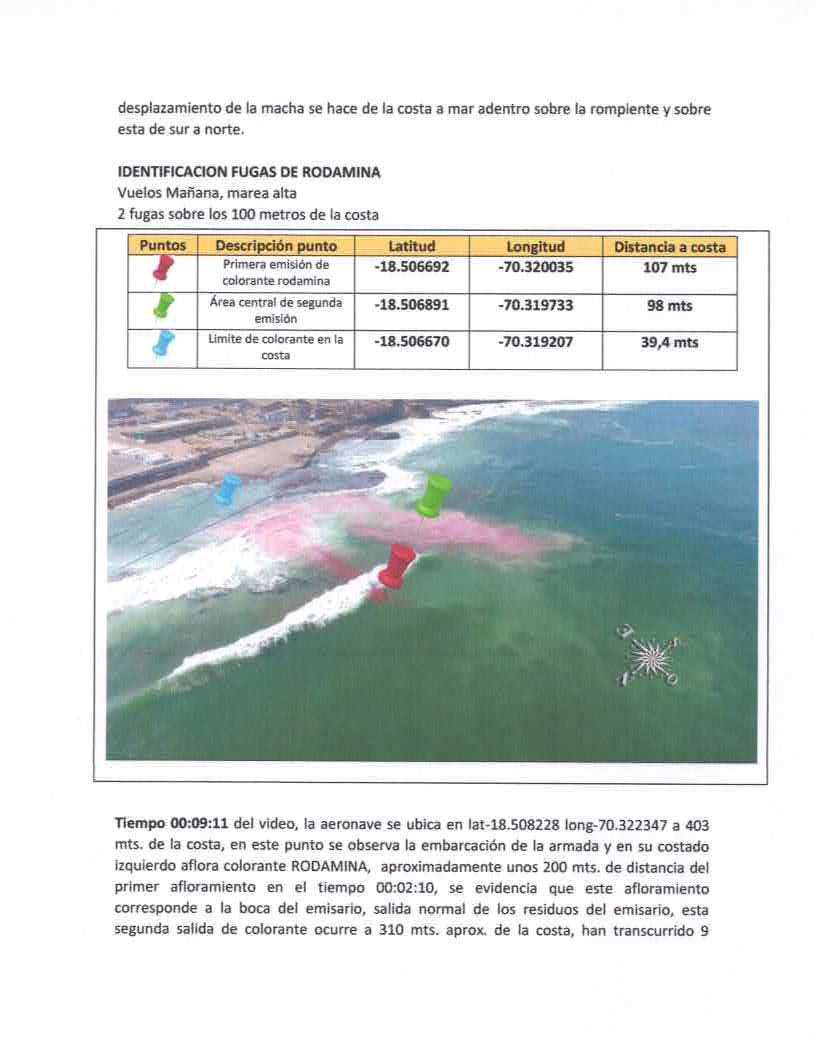 desplazamiento de la macha se hace de la costa a mar adentro sobre la rompiente y sobre
esta de sur a norte.
IDENTIFICACION FUGAS DE RODAMINA
Vuelos Mañana, marea alta
2 fugas sobre los 100 metros de la costa
Puntos Descripción punto Latitud Longitud Distancia a costa
Primera emisión de
colorante rodamina
-18.506692 -70.320035 107 mts
Área central de segunda
emisión
-18.506891 -70.319733 98 mts
Limite de colorante en la
costa
-18.506670 -70.319207 39,4 mts
Tiempo 00:09:11 del video, la aeronave se ubica en lat-18.508228 long-70.322347 a 403
mts. de la costa, en este punto se observa la embarcación de la armada y en su costado
izquierdo aflora colorante RODAMINA, aproximadamente unos 200 mts. de distancia del
primer afloramiento en el tiempo 00:02:10, se evidencia que este afloramiento
corresponde a la boca del emisario, salida normal de los residuos del emisario, esta
segunda salida de colorante ocurre a 310 mts. aprox. de la costa, han transcurrido 9